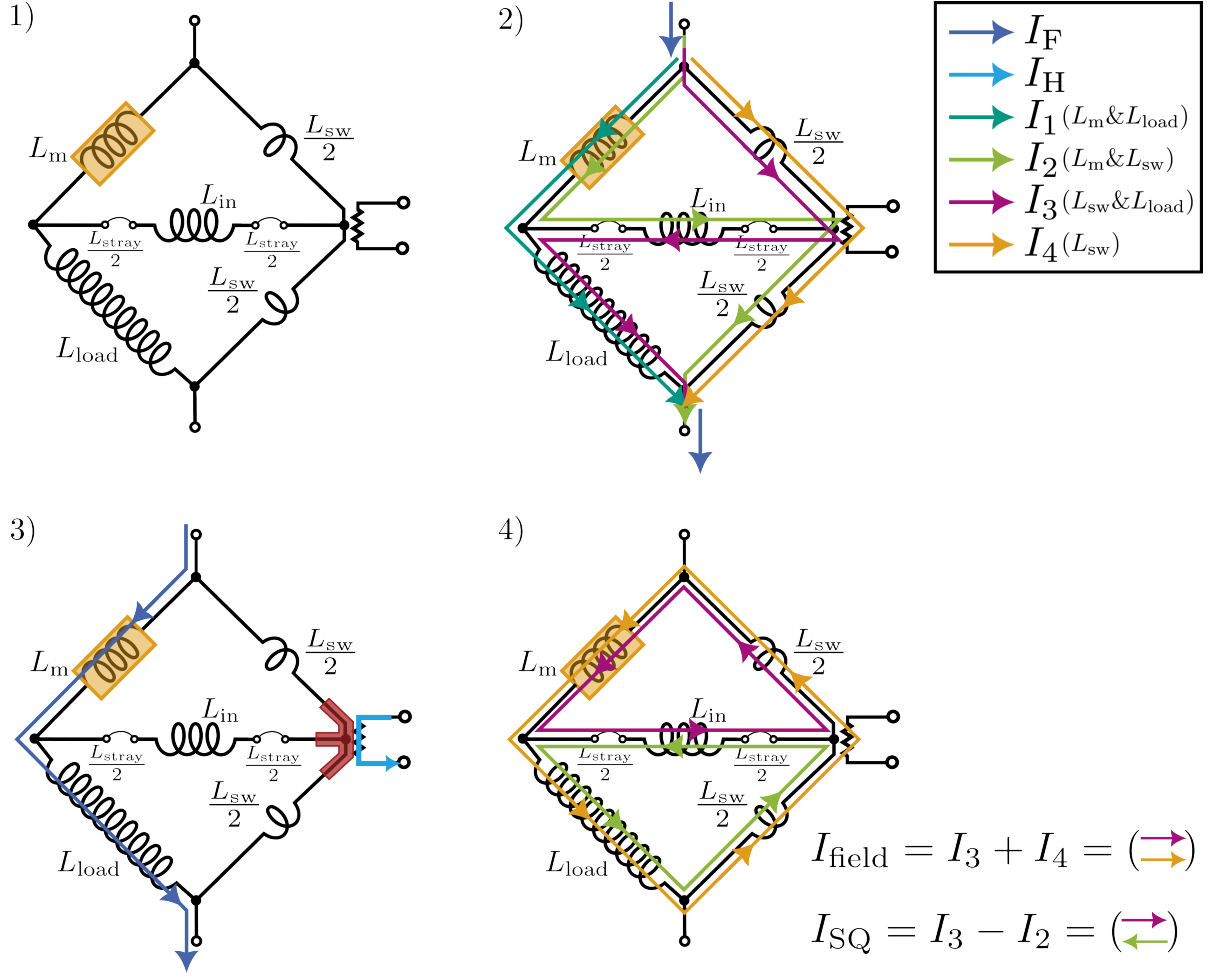 1)
L_m
L_sw/2
L_in
L_stray/2
L_stray/2
L_sw/2
L_load
2)
L_m
L_sw/2
L_in
L_stray/2
L_stray/2
L_sw/2
L_load
I_F
I_H
I_1 (L_m&L_load)
I_2 (L_m&L_sw)
I_3 (L_sw&L_load)
I_4 (L_sw)
3)
L_m
L_sw/2
L_in
L_stray/2
L_stray/2
L_sw/2
L_load
4)
L_m
L_sw/2
L_in
L_stray/2
L_stray/2
L_sw/2
L_load
I_field = I_3 + I_4 = ( )
I_SQ = I_3 − I_2 = ( )